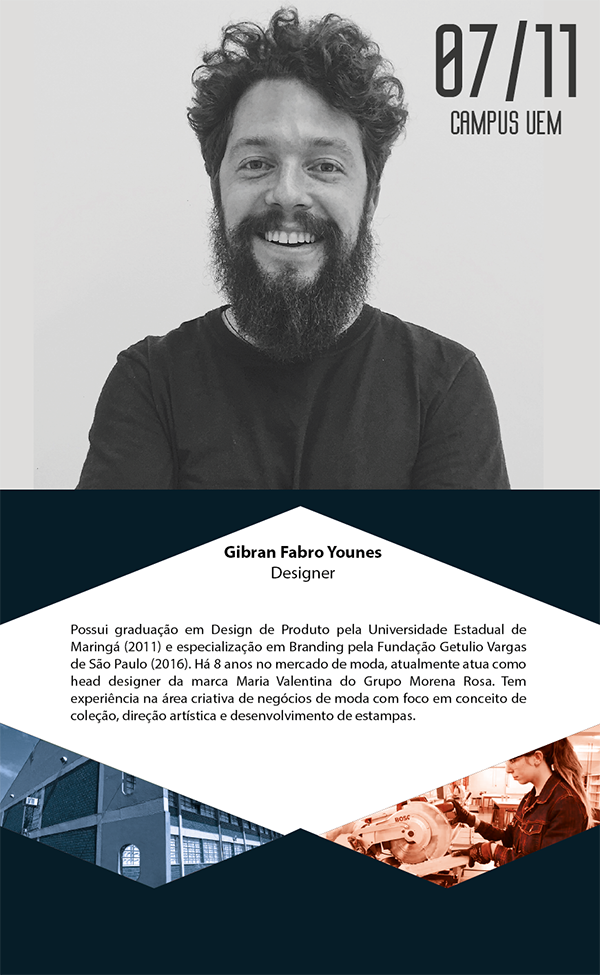 07/11
CAMPUS UEM
Gibran Fabro Younes
Designer
Possui graduação em Design de Produto pela Universidade Estadual de
Maringá (2011) e especialização em Branding pela Fundação Getulio Vargas
de São Paulo (2016). Há 8 anos no mercado de moda, atualmente atua como
head designer da marca Maria Valentina do Grupo Morena Rosa. Tem
experiência na área criativa de negócios de moda com foco em conceito de
coleção, direção artística e desenvolvimento de estampas.